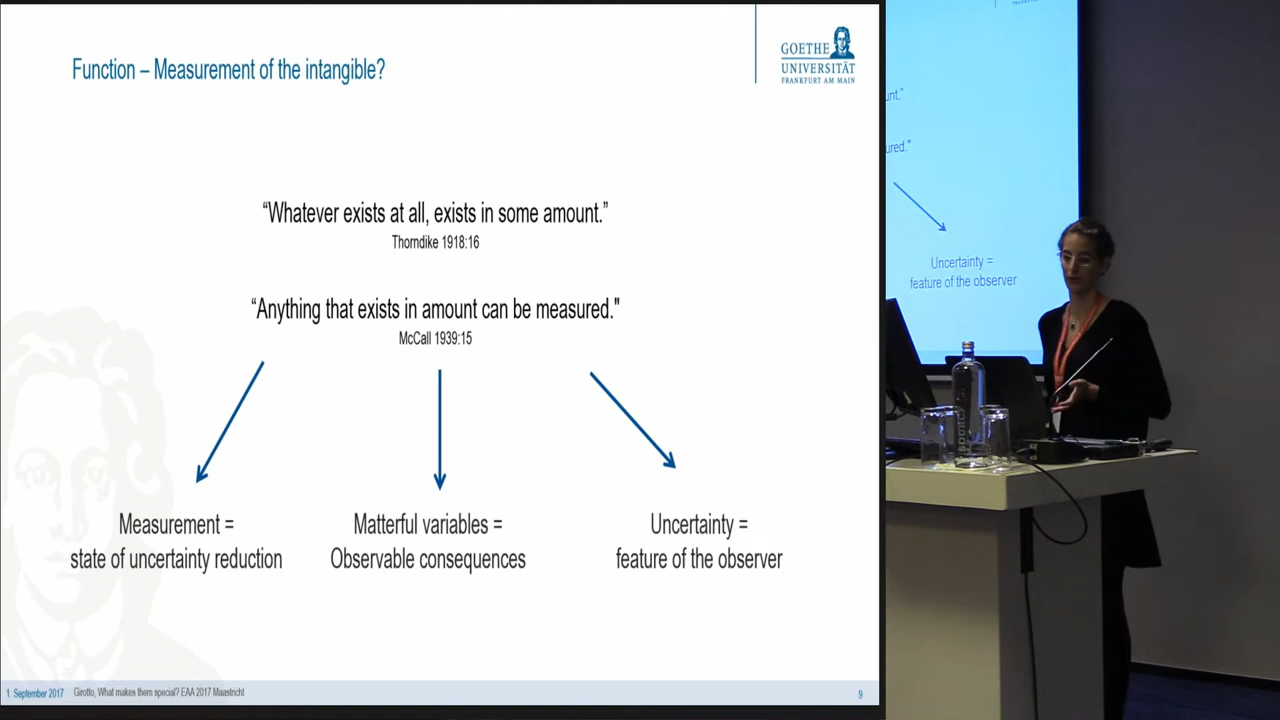 Function – Measurement of the intangible?
GOETHE
UNIVERSITÄT
FRANKFURT AM MAIN
“Whatever exists at all, exists in some amount.”
Thorndike 1918:16
“Anything that exists in amount can be measured."
McCall 1939:15
Measurement =
state of uncertainty reduction
Matterful variables =
Observable consequences
Uncertainty =
feature of the observer
1. September 2017 Girotto, What makes them special? EAA 2017 Maastricht
9
unt.”
ured."
Uncertainty =
feature of the observer